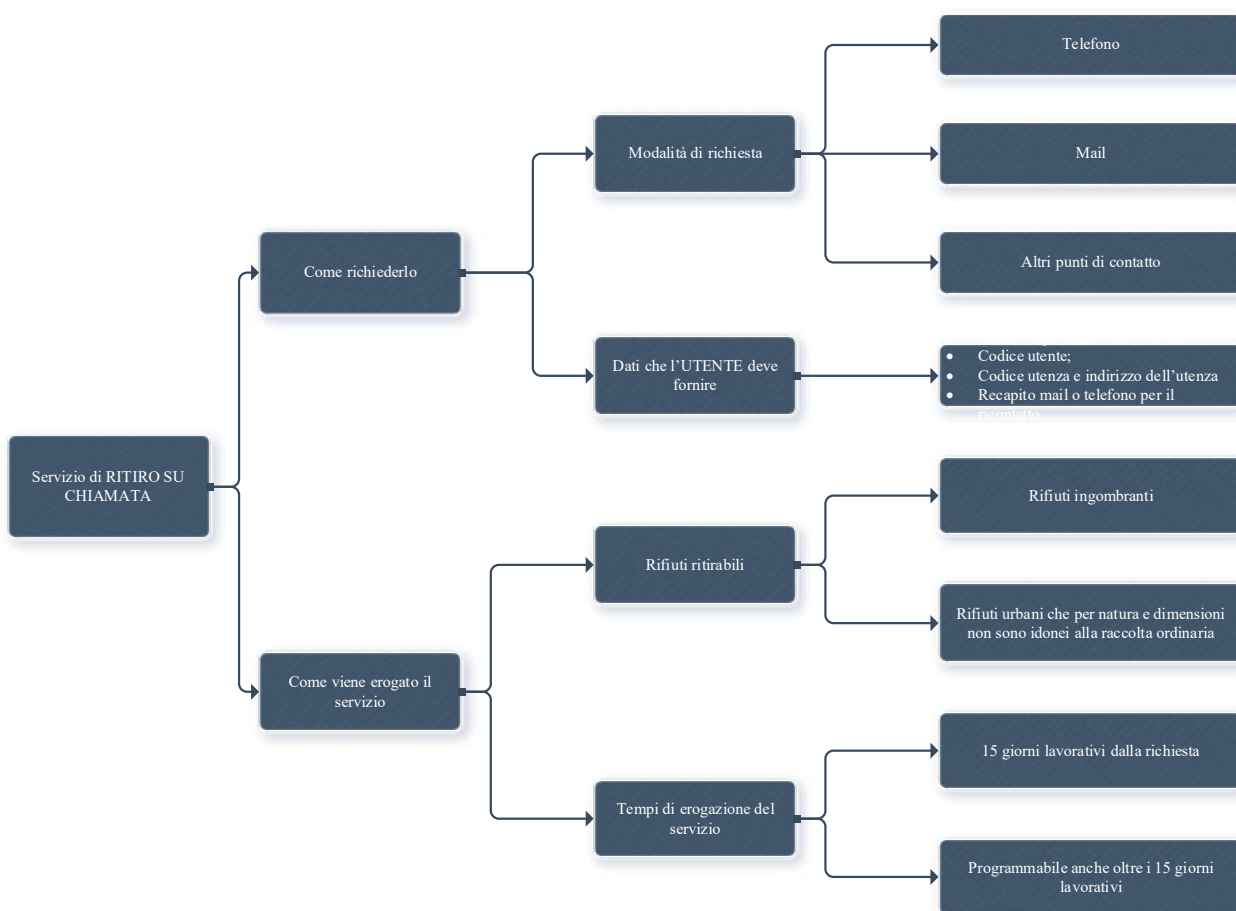 Servizio di RITIRO SU
CHIAMATA
Come richiederlo
Modalità di richiesta
Telefono
Mail
Altri punti di contatto
Dati che l'UTENTE deve
fornire
• Codice utente;
• Codice utenza e indirizzo dell'utenza
• Recapito mail o telefono per il
ricontatto
Come viene erogato il
servizio
Rifiuti ritirabili
Rifiuti ingombranti
Rifiuti urbani che per natura e dimensioni
non sono idonei alla raccolta ordinaria
Tempi di erogazione del
servizio
15 giorni lavorativi dalla richiesta
Programmabile anche oltre i 15 giorni
lavorativi